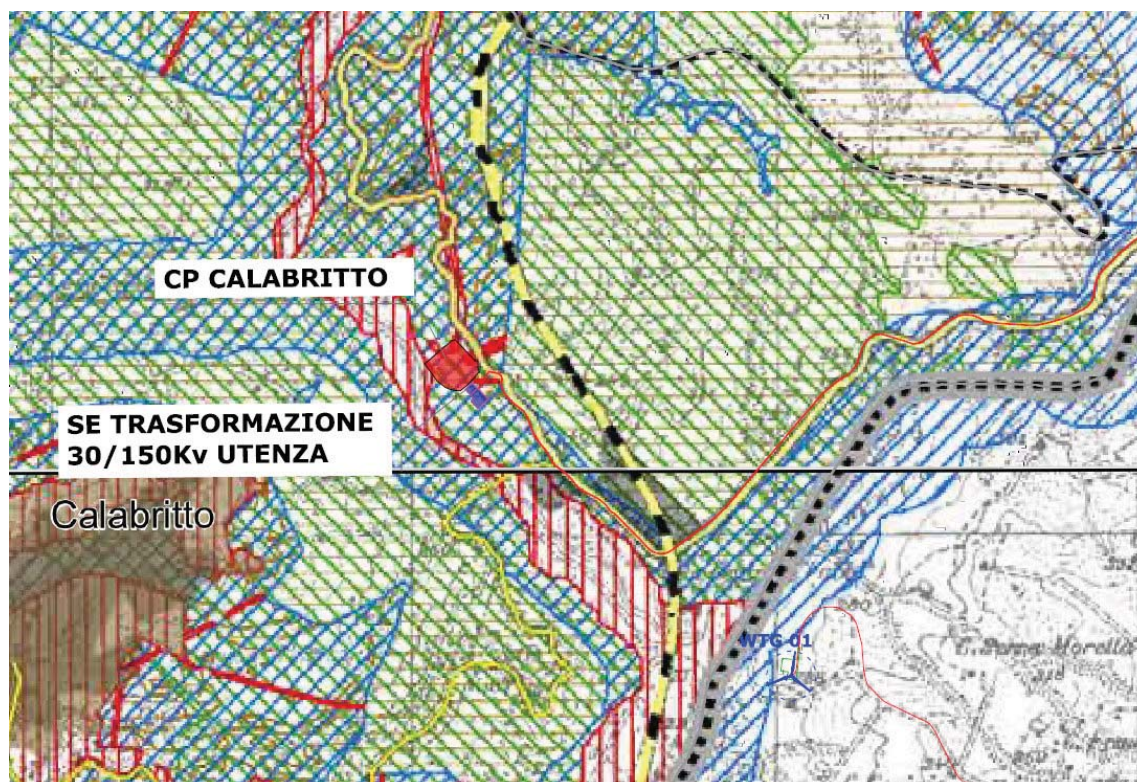 CP CALABRITTO
SE TRASFORMAZIONE
30/150Kv UTENZA
Calabritto
WTG 01